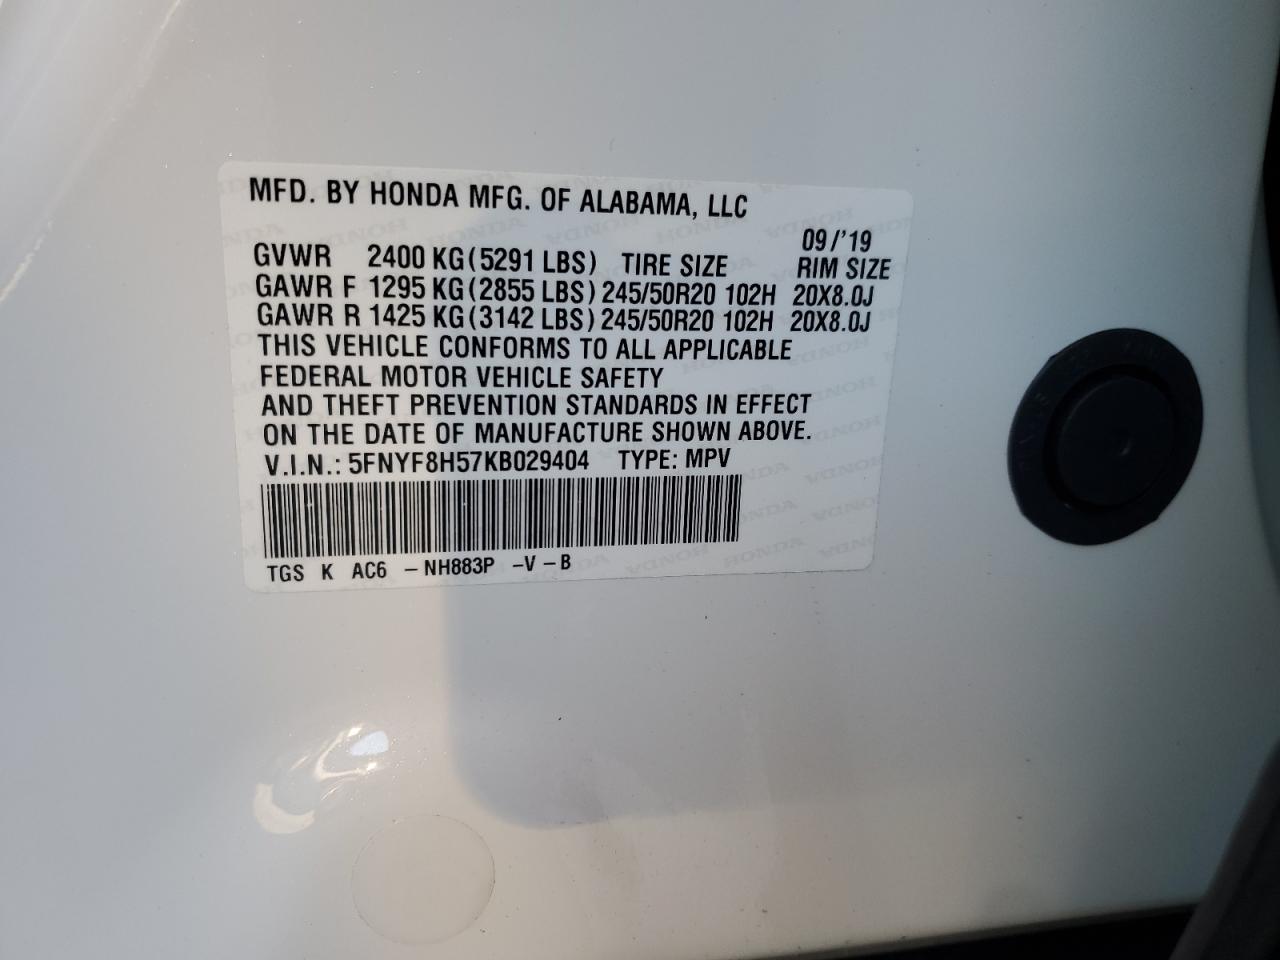 MFD. BY HONDA MFG. OF ALABAMA, LLC
09/'19
GVWR 2400 KG(5291 LBS) TIRE SIZE RIM SIZE
GAWR F 1295 KG(2855 LBS) 245/50R20 102H 20X8.0J
GAWR R 1425 KG(3142 LBS) 245/50R20 102H 20X8.0J
THIS VEHICLE CONFORMS TO ALL APPLICABLE
FEDERAL MOTOR VEHICLE SAFETY
AND THEFT PREVENTION STANDARDS IN EFFECT
ON THE DATE OF MANUFACTURE SHOWN ABOVE.
V.I.N.: 5FNYF8H57KB029404 TYPE: MPV
TGS K AC6 -NH883P -V-B